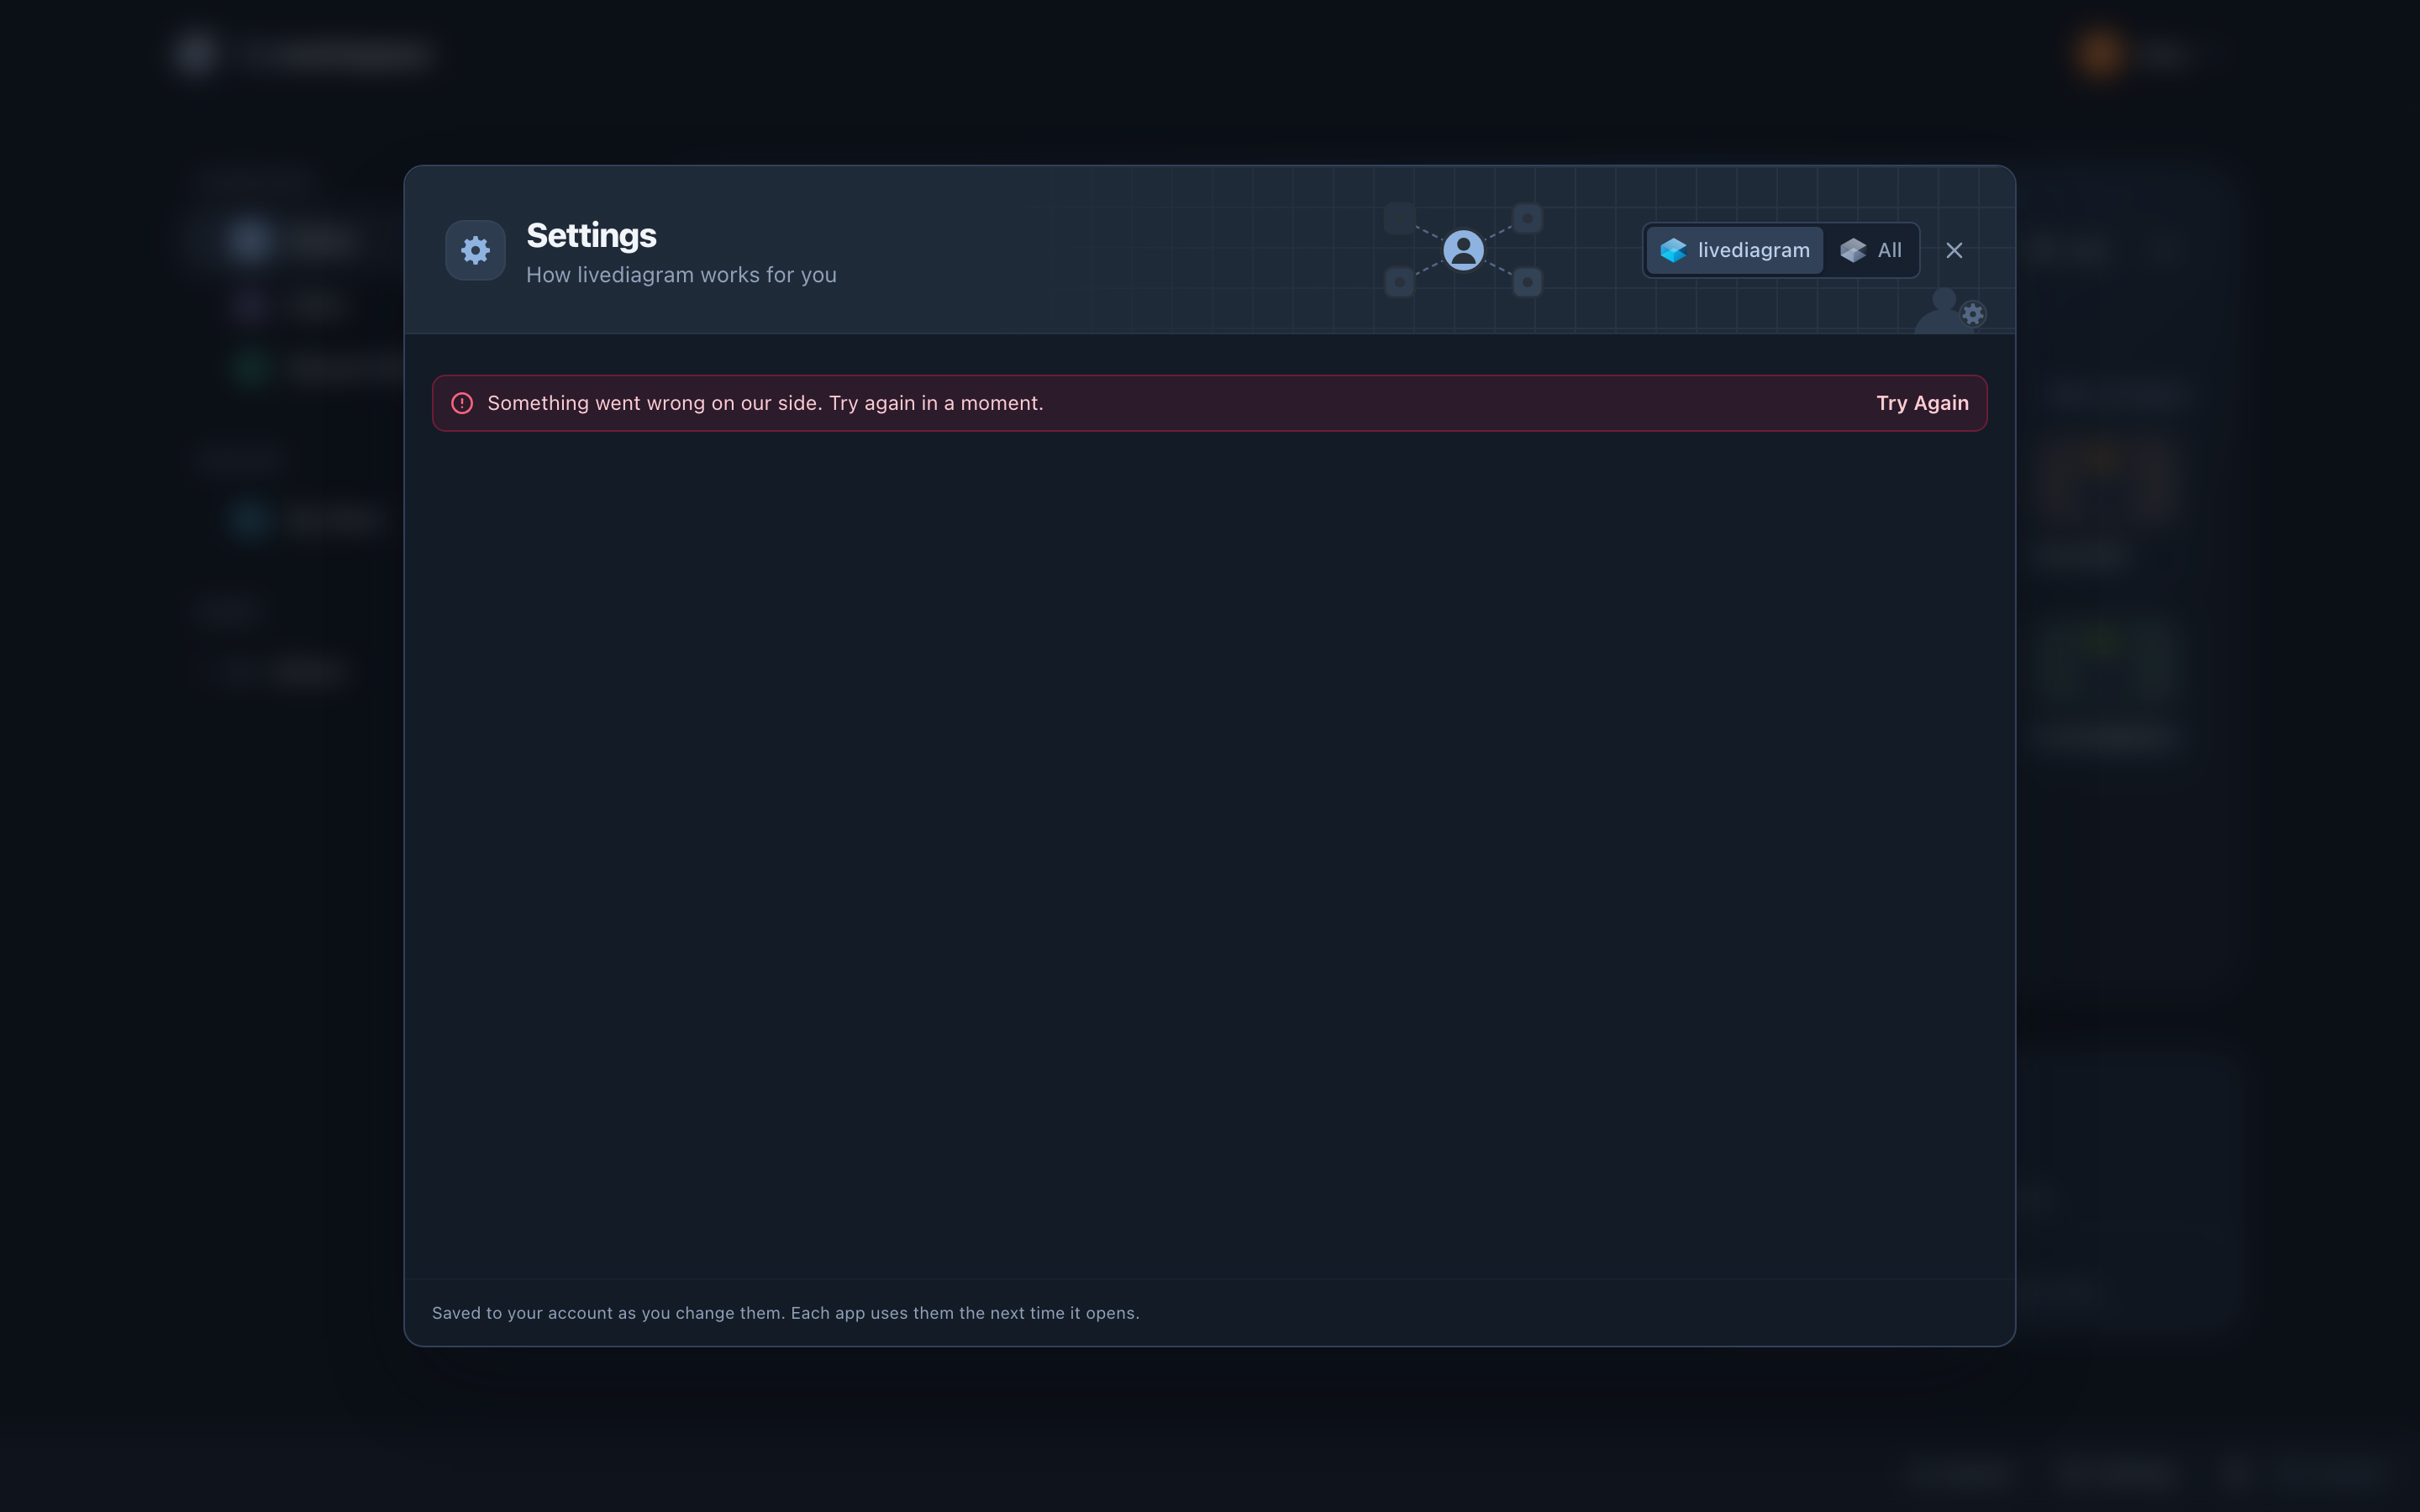 Settings
How livediagram works for you
livediagram
All
Something went wrong on our side. Try again in a moment.
Try Again
Saved to your account as you change them. Each app uses them the next time it opens.